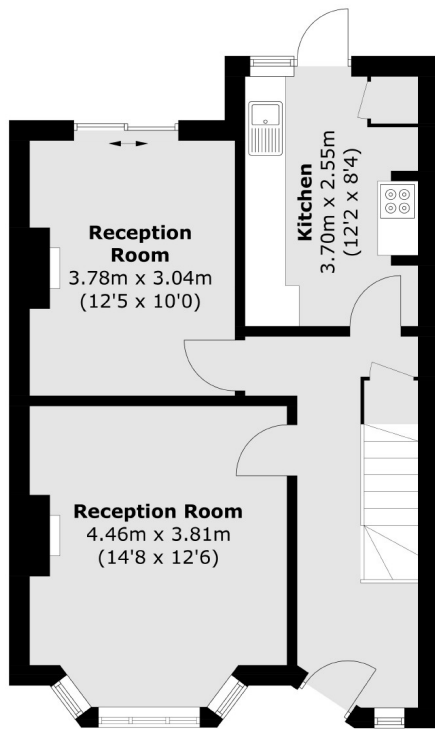 Kitchen
3.70m x 2.55m
(12'2 x 8'4)
Reception
Room
3.78m x 3.04m
(12'5 x 10'0)
Reception Room
4.46m x 3.81m
(14'8 x 12'6)